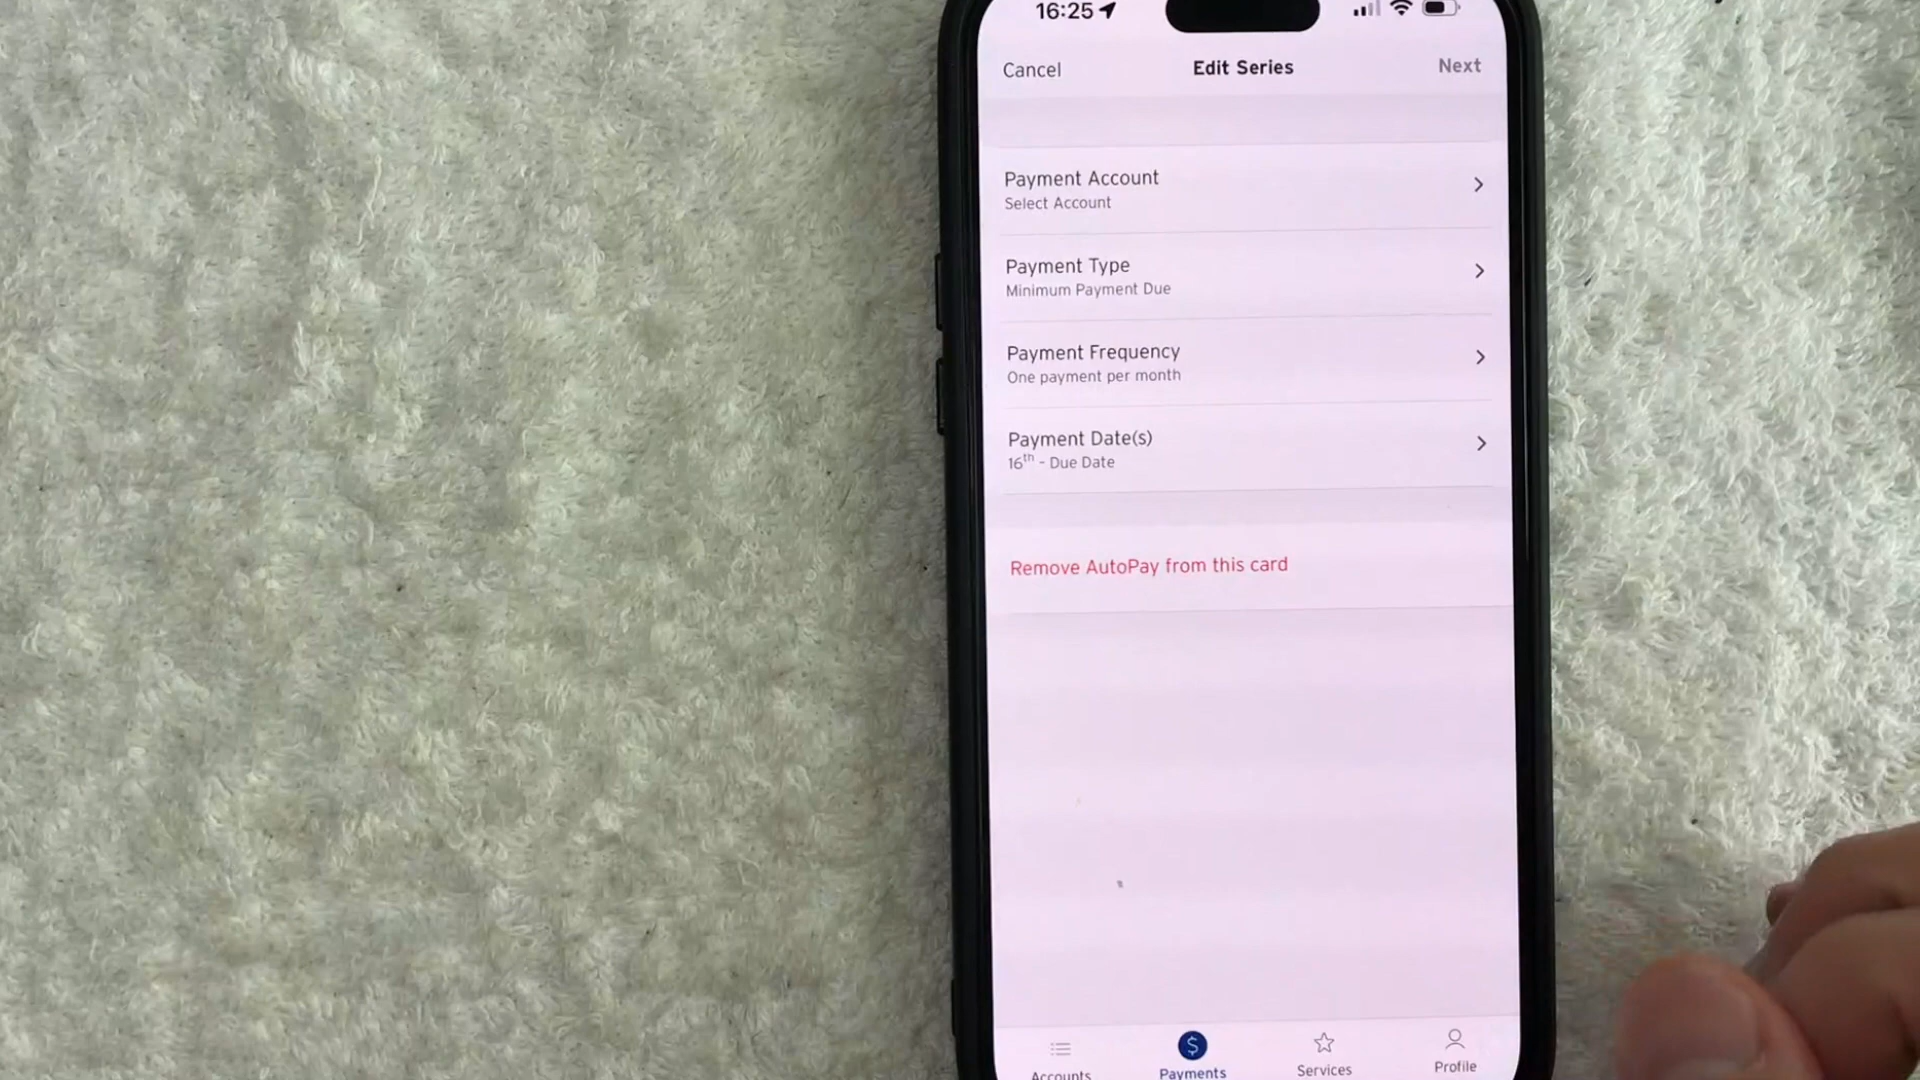 16:25
Cancel Edit Series Next
Payment Account
Select Account
Payment Type
Minimum Payment Due
Payment Frequency
One payment per month
Payment Date(s)
16th - Due Date
Remove AutoPay from this card
Accounts Payments Services Profile